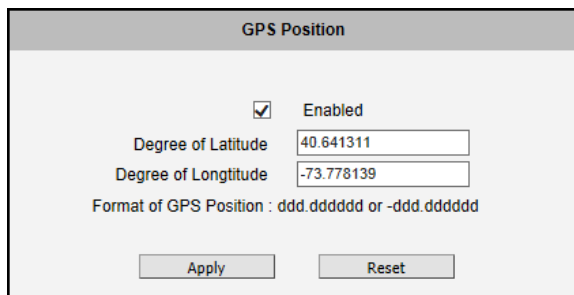 GPS Position
Enabled
Degree of Latitude 40.641311
Degree of Longtitude -73.778139
Format of GPS Position : ddd.dddddd or -ddd.dddddd
Apply Reset